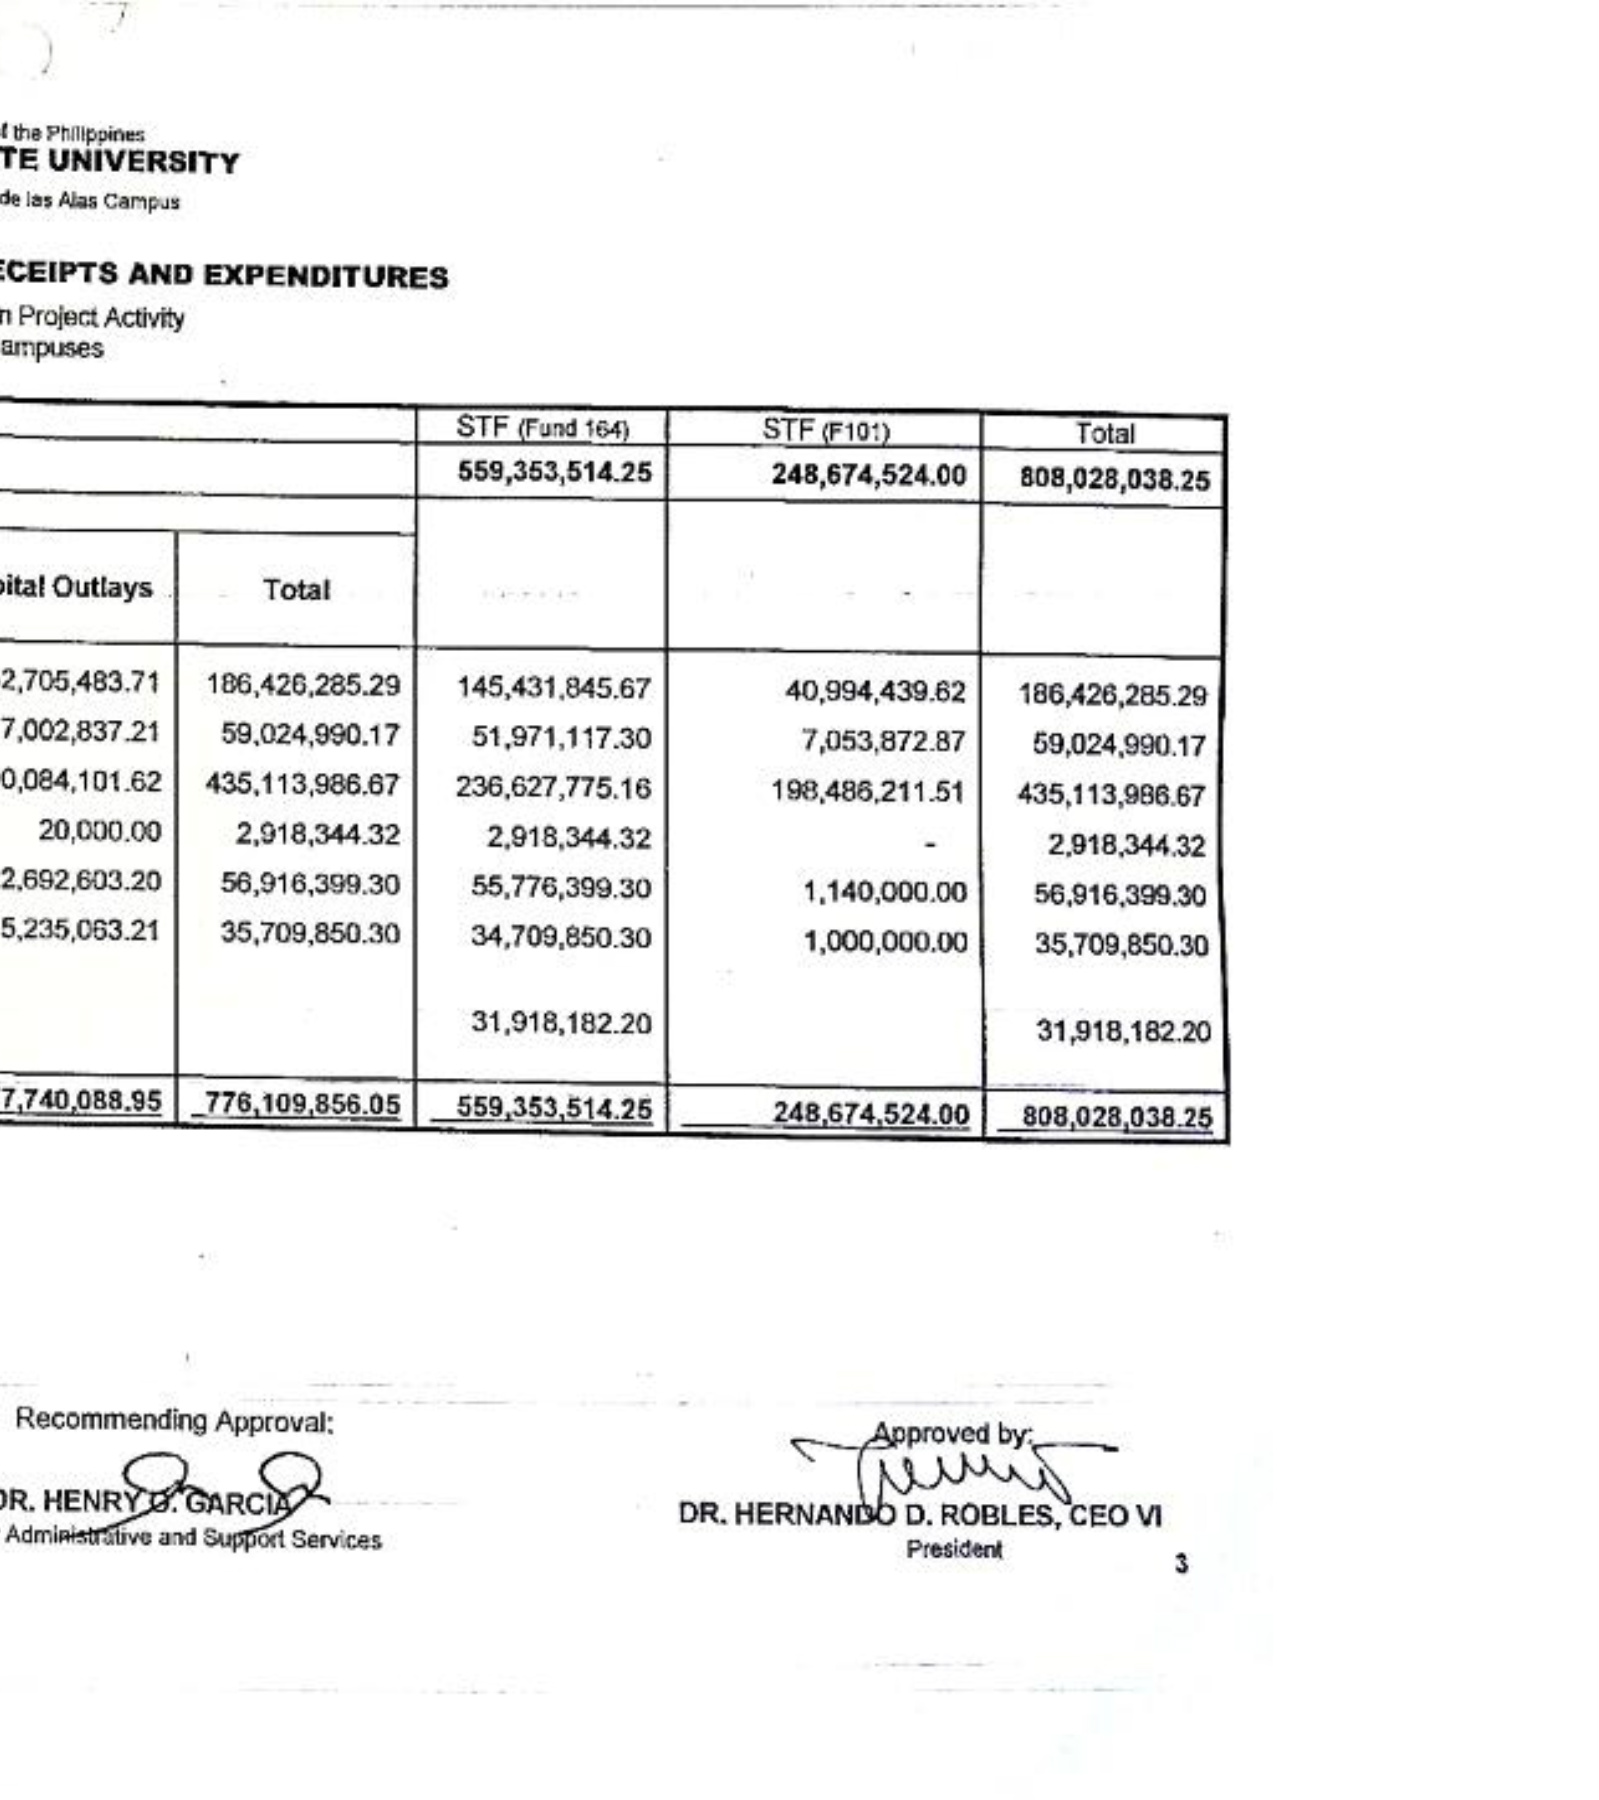 f the Philippines
TE UNIVERSITY
de las Alas Campus
ECEIPTS AND EXPENDITURES
n Project Activity
ampuses
STF (Fund 164) STF (F101) Total
559,353,514.25 248,674,524.00 808,028,038.25
pital Outlays Total
2,705,483.71 186,426,285.29 145,431,845.67 40,994,439.62 186,426,285.29
7,002,837.21 59,024,990.17 51,971,117.30 7,053,872.87 59,024,990.17
0,084,101.62 435,113,986.67 236,627,775.16 198,486,211.51 435,113,986.67
20,000.00 2,918,344.32 2,918,344.32 - 2,918,344.32
2,692,603.20 56,916,399.30 55,776,399.30 1,140,000.00 56,916,399.30
5,235,063.21 35,709,850.30 34,709,850.30 1,000,000.00 35,709,850.30
31,918,182.20 31,918,182.20
7,740,088.95 776,109,856.05 559,353,514.25 248,674,524.00 808,028,038.25
Recommending Approval: Approved by:
DR. HENRY O. GARCIA DR. HERNANDO D. ROBLES, CEO VI
Administrative and Support Services President
3